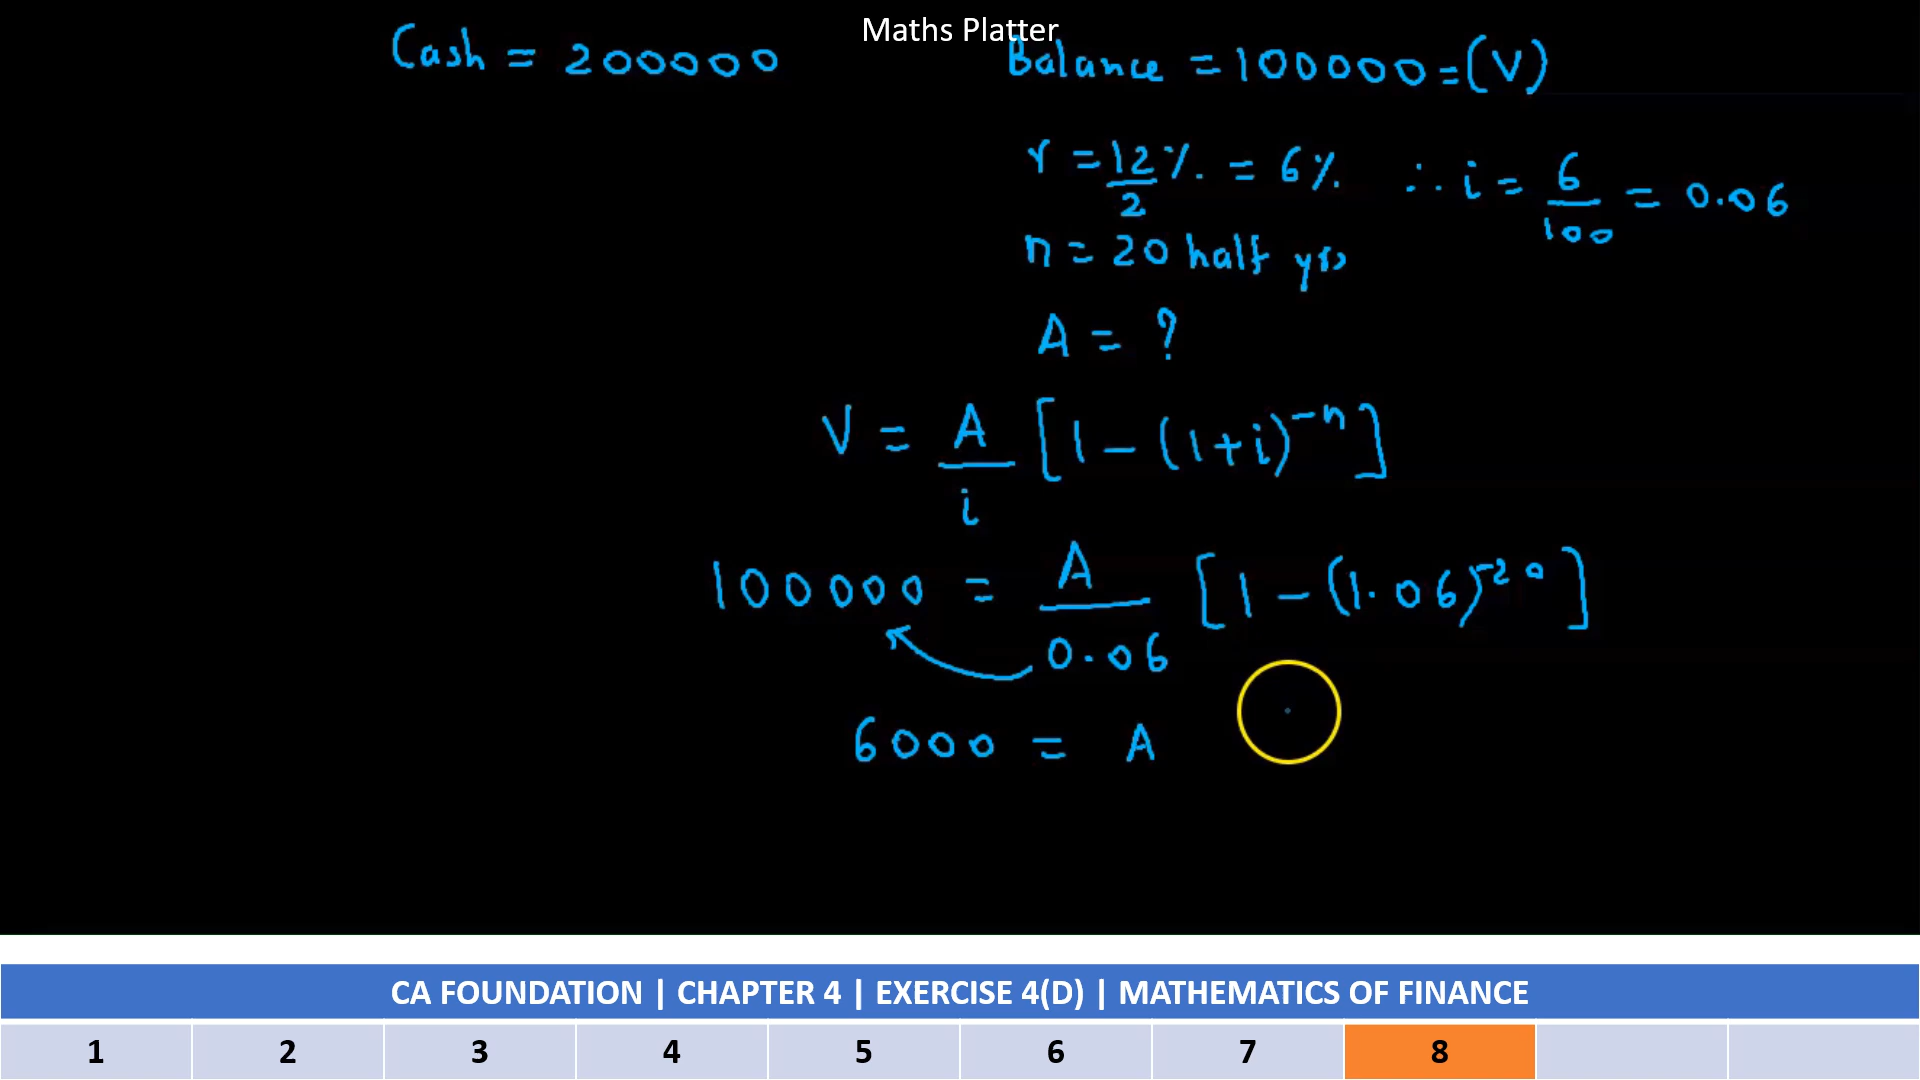 Maths Platter
Cash = 200000
Balance = 100000 = (V)
r = 12/2 % = 6% ∴ i = 6/100 = 0.06
n = 20 half yrs
A = ?
V = A/i [1 - (1+i)^-n]
100000 = A/0.06 [1 - (1.06)^-20]
6000 = A
CA FOUNDATION | CHAPTER 4 | EXERCISE 4(D) | MATHEMATICS OF FINANCE
1 2 3 4 5 6 7 8